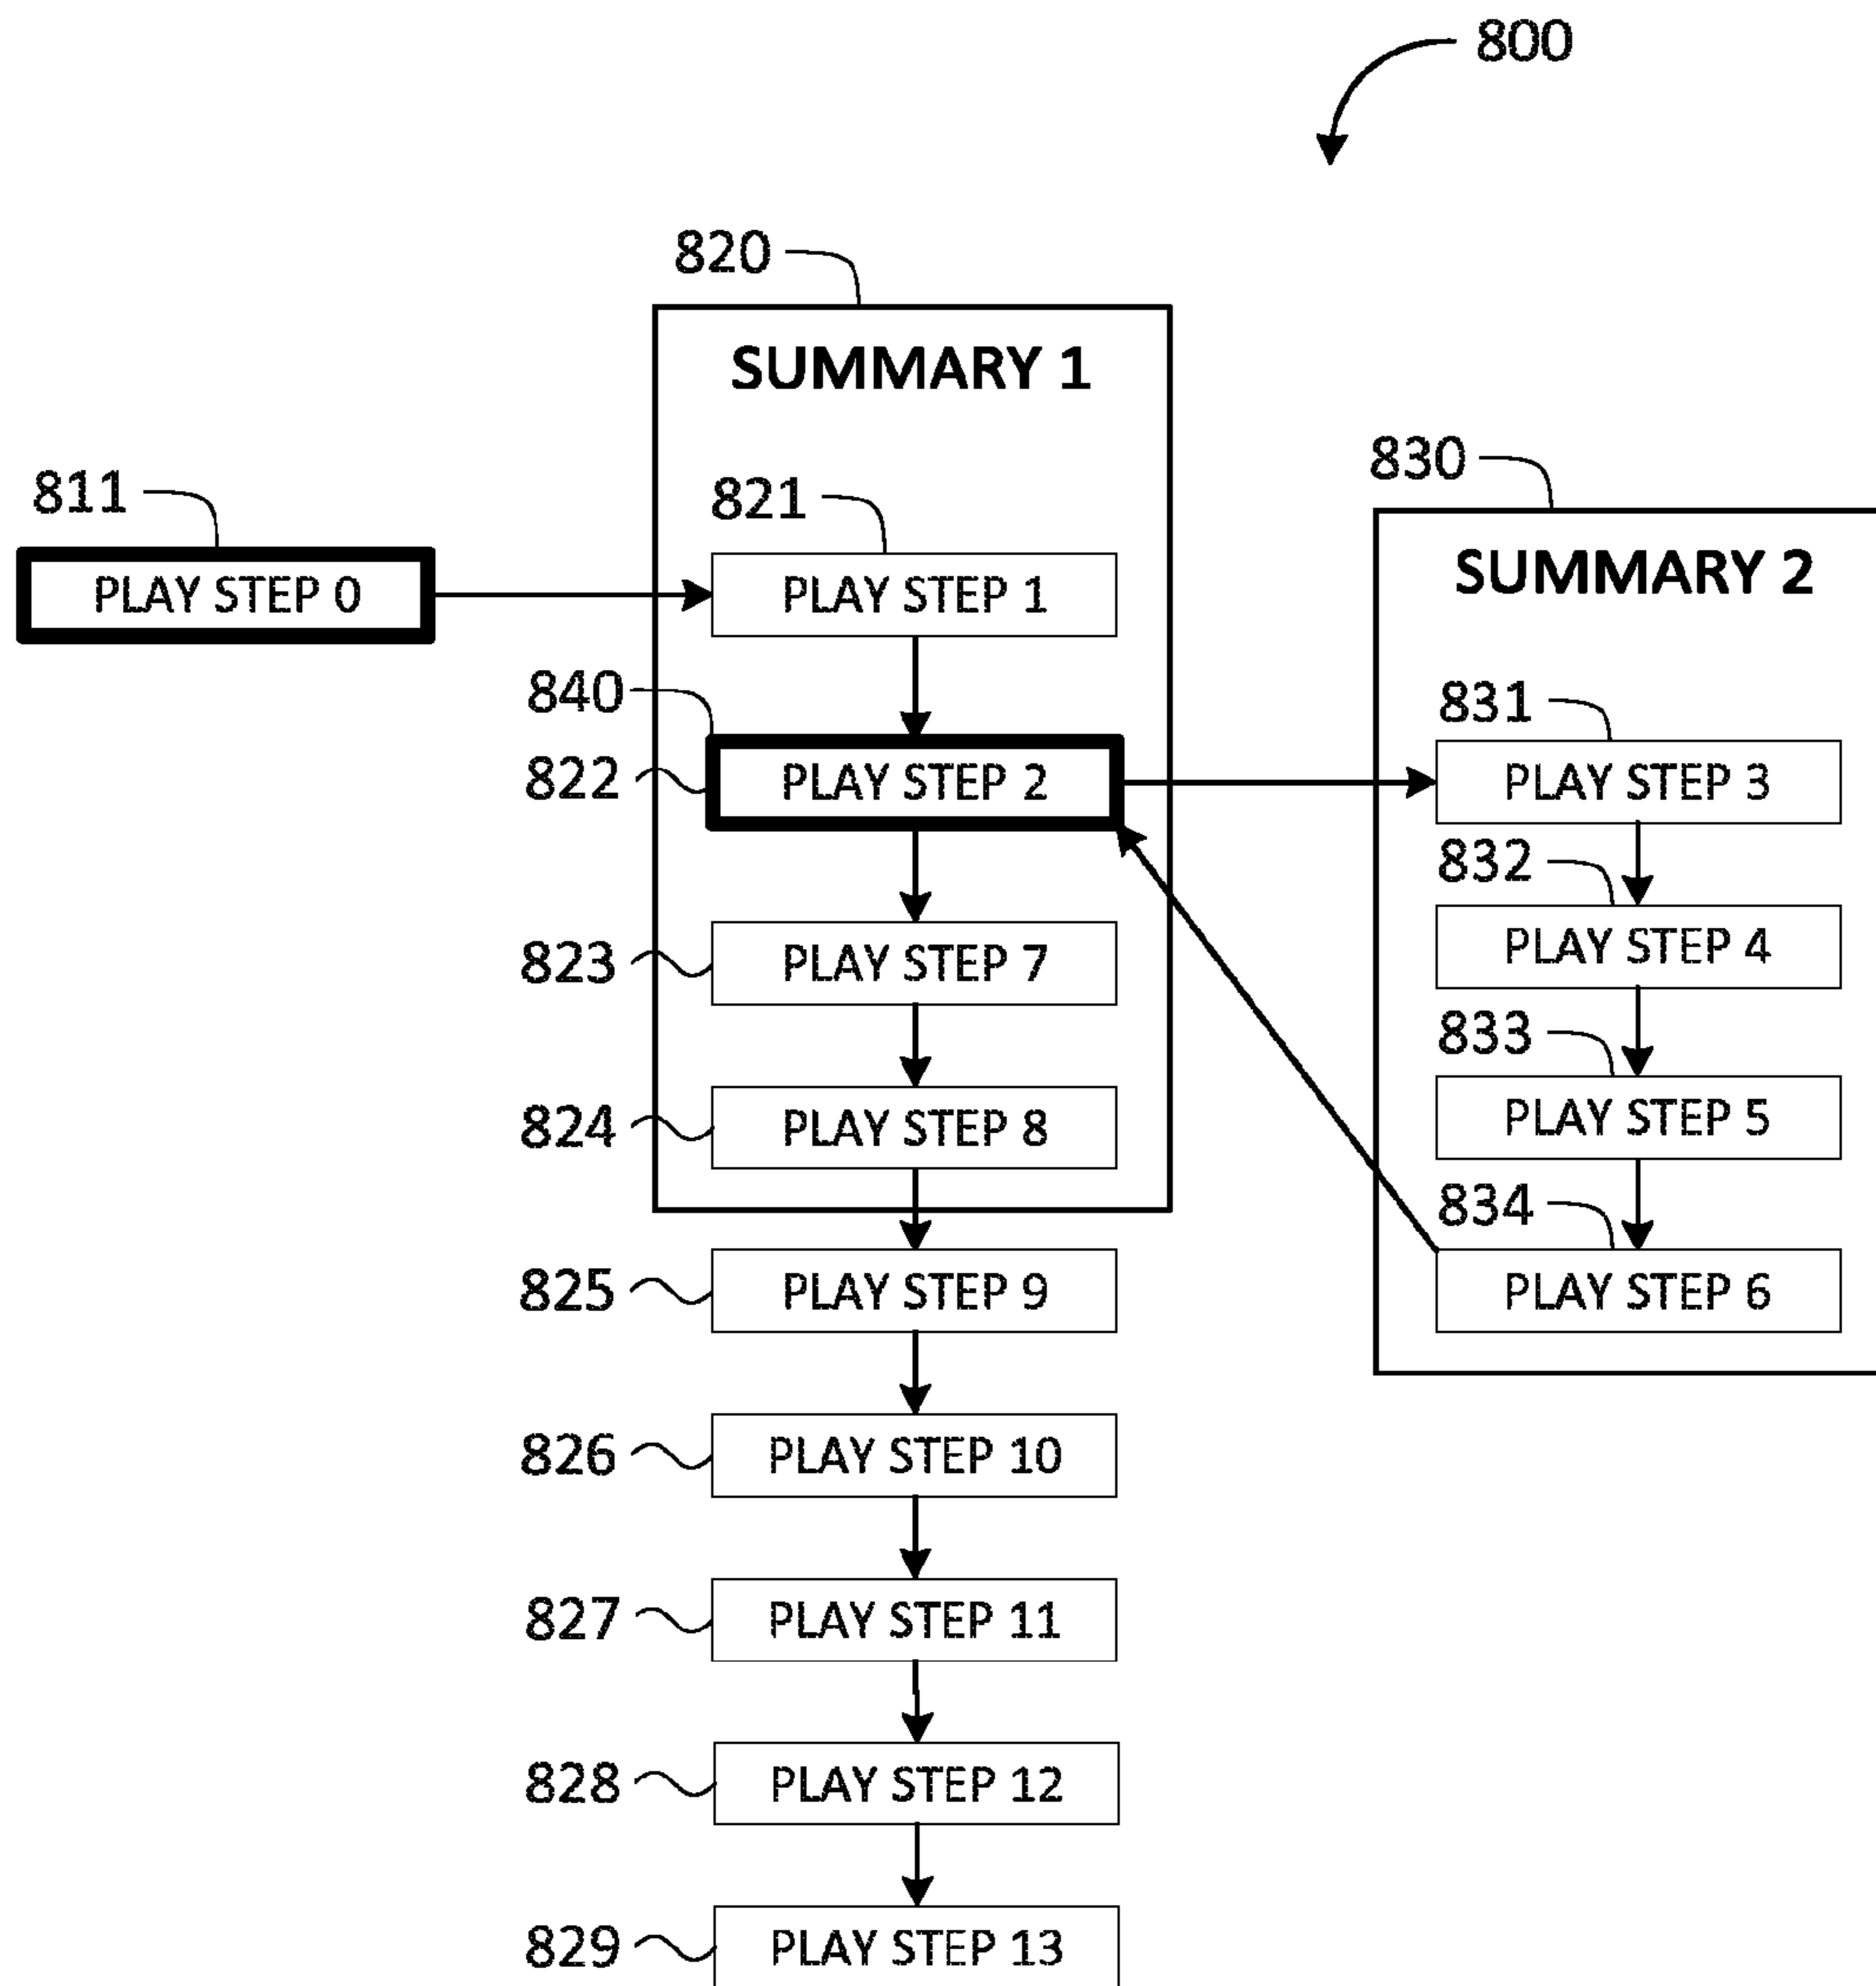 800
820
SUMMARY 1
811
PLAY STEP 0
821
PLAY STEP 1
840
822
PLAY STEP 2
823
PLAY STEP 7
824
PLAY STEP 8
825
PLAY STEP 9
826
PLAY STEP 10
827
PLAY STEP 11
828
PLAY STEP 12
829
PLAY STEP 13
830
SUMMARY 2
831
PLAY STEP 3
832
PLAY STEP 4
833
PLAY STEP 5
834
PLAY STEP 6